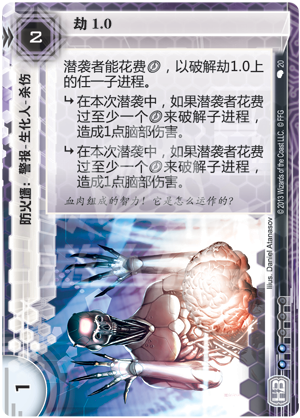 2
劫 1.0
潜袭者能花费，以破解劫1.0上
的任一子进程。
在本次潜袭中，如果潜袭者花费
过至少一个来破解子进程，
造成1点脑部伤害。
在本次潜袭中，如果潜袭者花费
过至少一个来破解子进程，
造成1点脑部伤害。
血肉组成的智力！它是怎么运作的？
防火墙：警报-生化人-杀伤
20
© 2013 Wizards of the Coast LLC. © FFG
Illus. Daniel Atanasov
HB
1